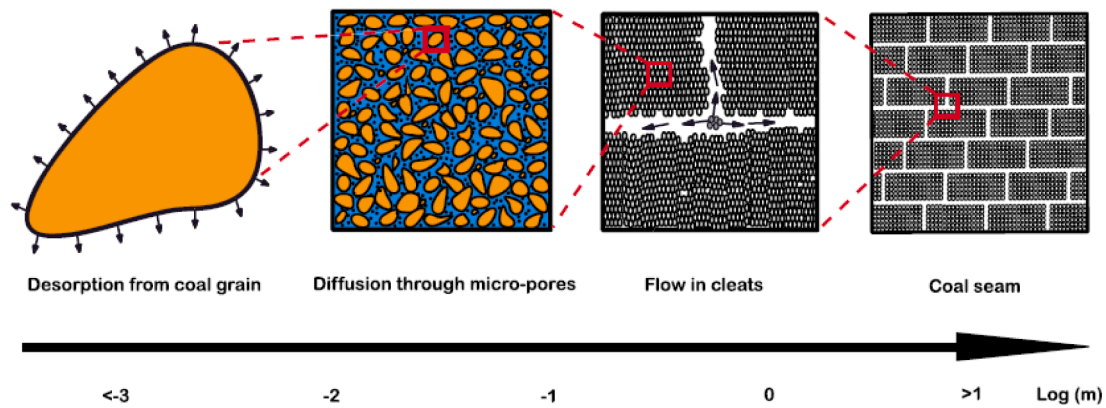 Desorption from coal grain
Diffusion through micro-pores
Flow in cleats
Coal seam
<-3
-2
-1
0
>1
Log (m)